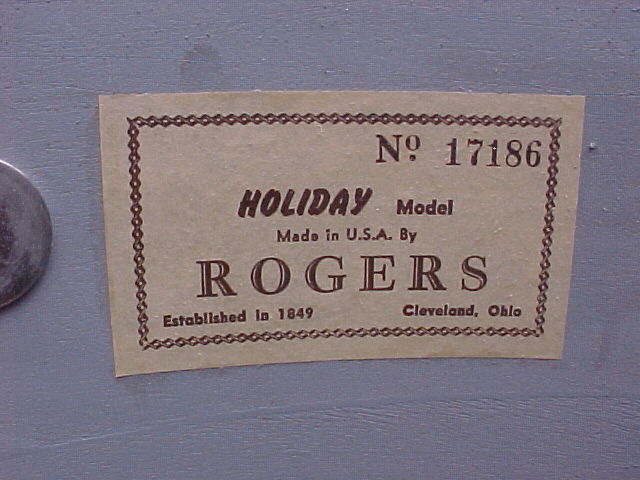 Nº 17186
HOLIDAY Model
Made in U.S.A. By
ROGERS
Established in 1849 Cleveland, Ohio